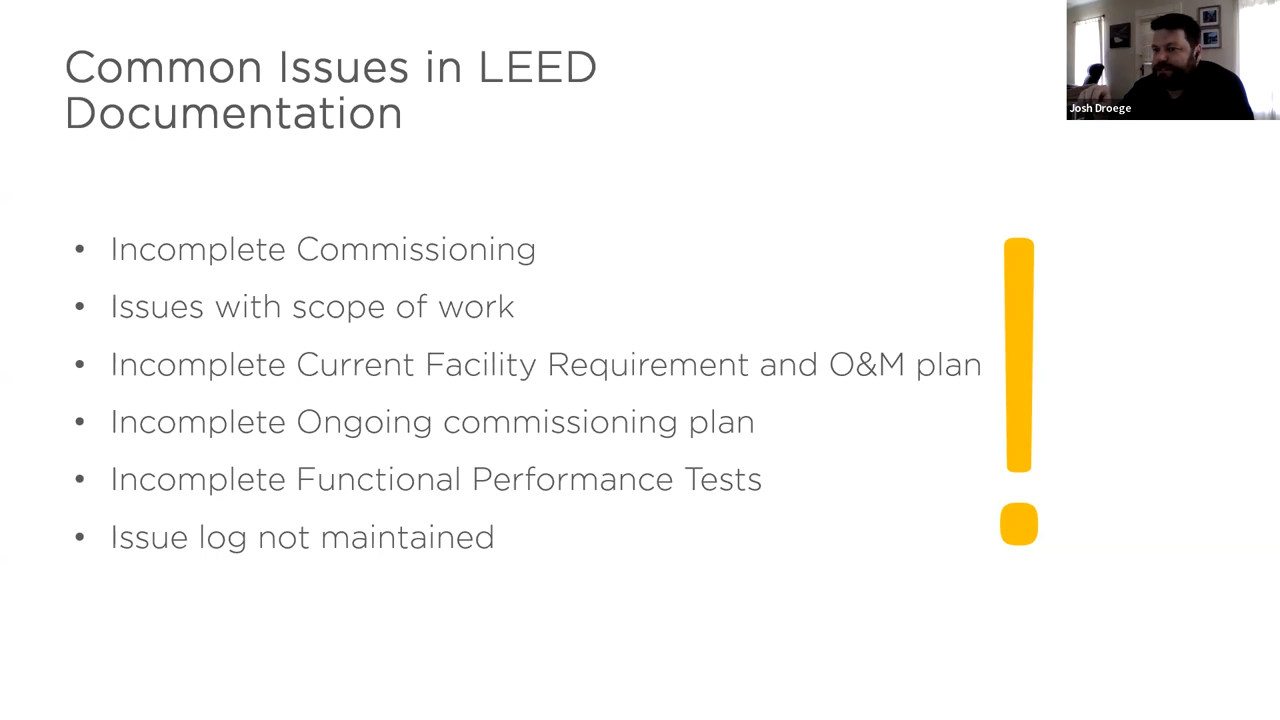 Common Issues in LEED
Documentation
Josh Droege
• Incomplete Commissioning
• Issues with scope of work
• Incomplete Current Facility Requirement and O&M plan
• Incomplete Ongoing commissioning plan
• Incomplete Functional Performance Tests
• Issue log not maintained
!